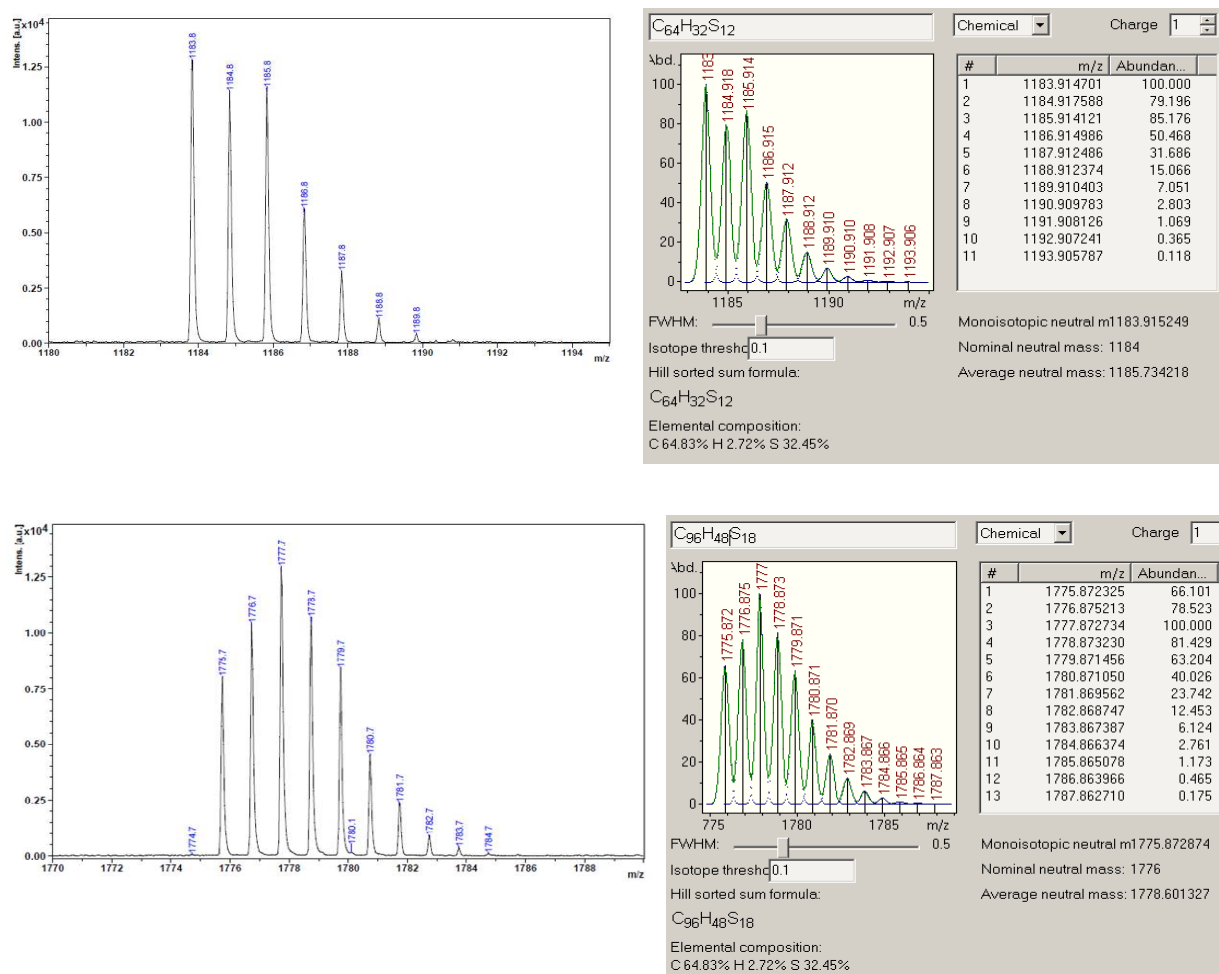 Intens. [a.u.]
x10⁴
1.25
1.00
0.75
0.50
0.25
0.00
1183.8
1184.8
1185.8
1186.8
1187.8
1188.8
1189.8
1180 1182 1184 1186 1188 1190 1192 1194
m/z
C₆₄H₃₂S₁₂
Chemical
Charge 1
Abd.
100
80
60
40
20
0
1183
1184.918
1185.914
1186.915
1187.912
1188.912
1189.910
1190.910
1191.908
1192.907
1193.906
1185 1190 m/z
# m/z Abundan...
1 1183.914701 100.000
2 1184.917588 79.196
3 1185.914121 85.176
4 1186.914986 50.468
5 1187.912486 31.686
6 1188.912374 15.066
7 1189.910403 7.051
8 1190.909783 2.803
9 1191.908126 1.069
10 1192.907241 0.365
11 1193.905787 0.118
FWHM: 0.5
Isotope thresho 0.1
Hill sorted sum formula:
C₆₄H₃₂S₁₂
Elemental composition:
C 64.83% H 2.72% S 32.45%
Monoisotopic neutral m1183.915249
Nominal neutral mass: 1184
Average neutral mass: 1185.734218
Intens. [a.u.]
x10⁴
1.25
1.00
0.75
0.50
0.25
0.00
1774.7
1775.7
1776.7
1777.7
1778.7
1779.7
1780.1
1780.7
1781.7
1782.7
1783.7
1784.7
1770 1772 1774 1776 1778 1780 1782 1784 1786 1788
m/z
C₉₆H₄₈S₁₈
Chemical
Charge 1
Abd.
100
80
60
40
20
0
1775.872
1776.875
1777
1778.873
1779.871
1780.871
1781.870
1782.869
1783.867
1784.866
1785.865
1786.864
1787.863
775 1780 1785 m/z
# m/z Abundan...
1 1775.872325 66.101
2 1776.875213 78.523
3 1777.872734 100.000
4 1778.873230 81.429
5 1779.871456 63.204
6 1780.871050 40.026
7 1781.869562 23.742
8 1782.868747 12.453
9 1783.867387 6.124
10 1784.866374 2.761
11 1785.865078 1.173
12 1786.863966 0.465
13 1787.862710 0.175
FWHM: 0.5
Isotope thresho 0.1
Hill sorted sum formula:
C₉₆H₄₈S₁₈
Elemental composition:
C 64.83% H 2.72% S 32.45%
Monoisotopic neutral m1775.872874
Nominal neutral mass: 1776
Average neutral mass: 1778.601327